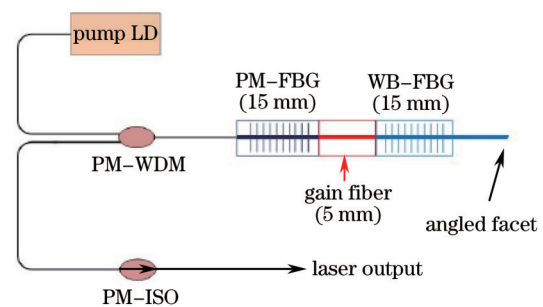 pump LD
PM-FBG
(15 mm)
WB-FBG
(15 mm)
PM-WDM
gain fiber
(5 mm)
angled facet
laser output
PM-ISO